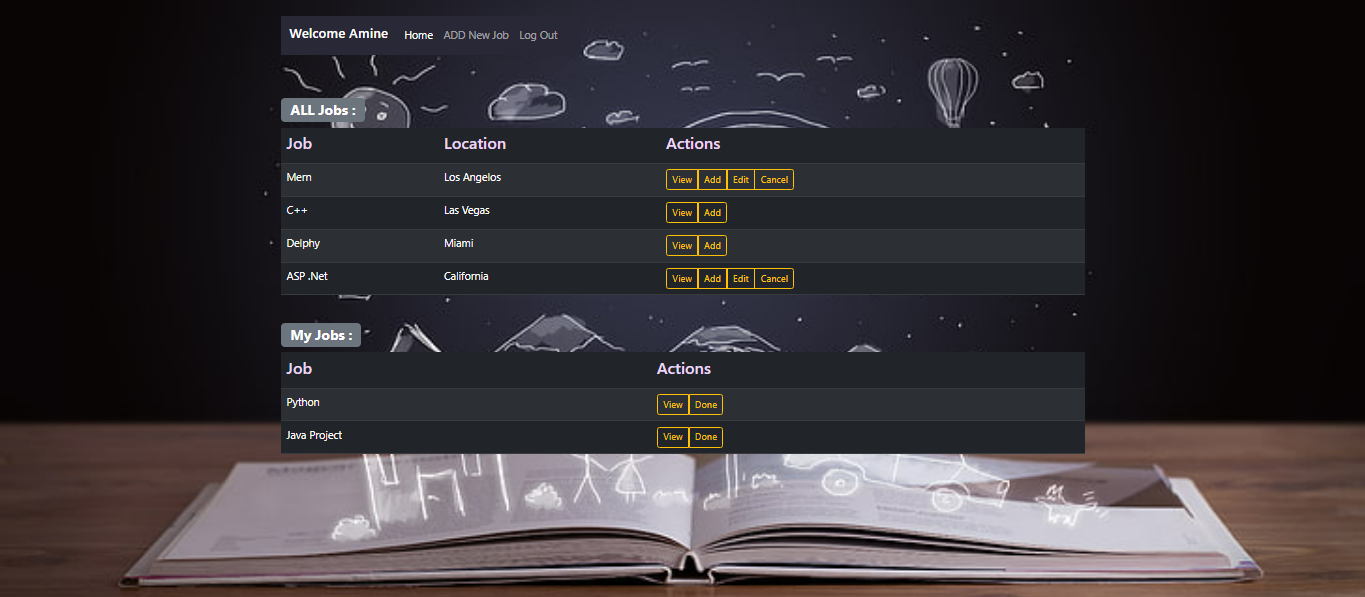 Welcome Amine Home ADD New Job Log Out
ALL Jobs :
Job Location Actions
Mern Los Angelos View Add Edit Cancel
C++ Las Vegas View Add
Delphy Miami View Add
ASP .Net California View Add Edit Cancel
My Jobs :
Job Actions
Python View Done
Java Project View Done